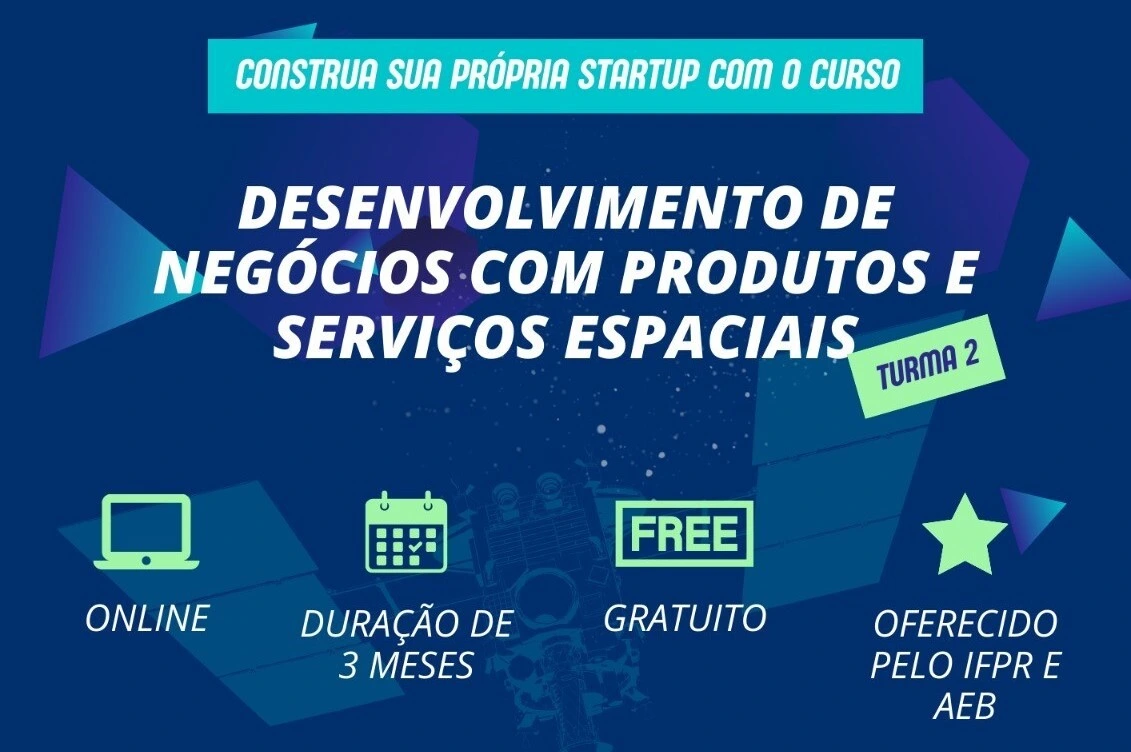 CONSTRUA SUA PRÓPRIA STARTUP COM O CURSO
DESENVOLVIMENTO DE
NEGÓCIOS COM PRODUTOS E
SERVIÇOS ESPACIAIS
TURMA 2
ONLINE
DURAÇÃO DE
3 MESES
FREE
GRATUITO
OFERECIDO
PELO IFPR E
AEB